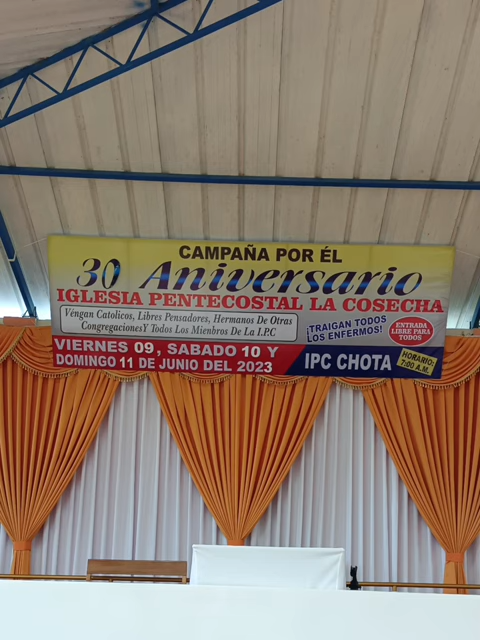 CAMPAÑA POR ÉL
30 Aniversario
IGLESIA PENTECOSTAL LA COSECHA
Véngan Catolicos, Libres Pensadores, Hermanos De Otras
CongregacionesY Todos Los Mienbros De La I.P.C
¡TRAIGAN TODOS
LOS ENFERMOS!
ENTRADA
LIBRE PARA
TODOS
VIERNES 09, SABADO 10 Y
DOMINGO 11 DE JUNIO DEL 2023
IPC CHOTA
HORARIO:
7:00 A.M.